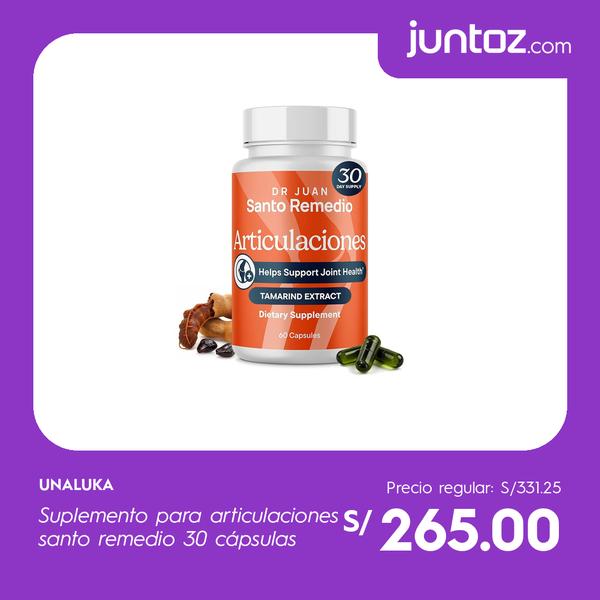 juntoz.com
30
DAY SUPPLY
DR JUAN
Santo Remedio
Articulaciones
Helps Support Joint Health*
TAMARIND EXTRACT
Dietary Supplement
60 Capsules
UNALUKA
Suplemento para articulaciones
santo remedio 30 cápsulas
Precio regular: S/331.25
S/ 265.00